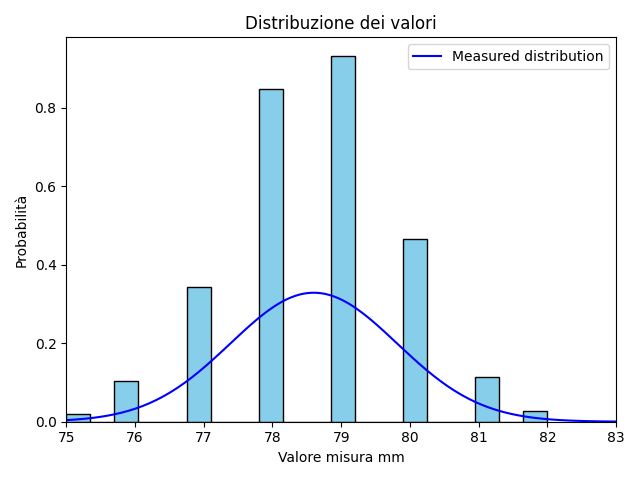 Distribuzione dei valori
Measured distribution
Probabilità
0.8
0.6
0.4
0.2
0.0
75 76 77 78 79 80 81 82 83
Valore misura mm